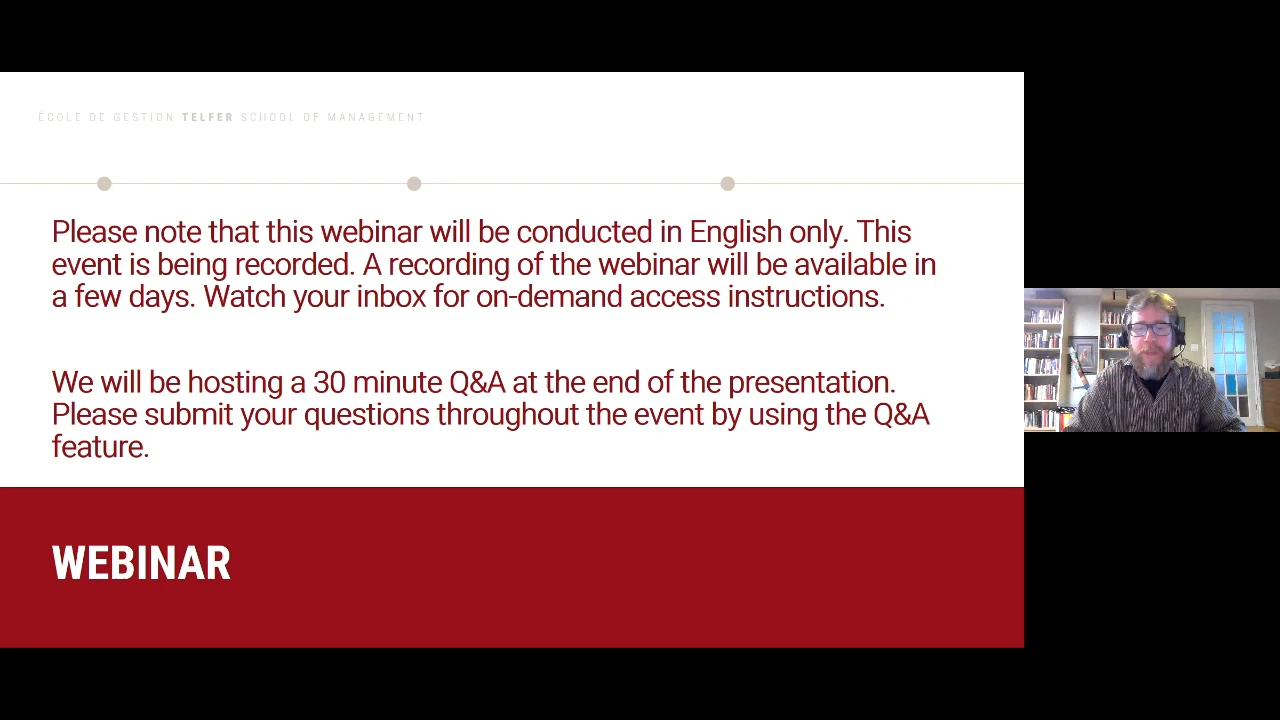 ÉCOLE DE GESTION TELFER SCHOOL OF MANAGEMENT
Please note that this webinar will be conducted in English only. This
event is being recorded. A recording of the webinar will be available in
a few days. Watch your inbox for on-demand access instructions.
We will be hosting a 30 minute Q&A at the end of the presentation.
Please submit your questions throughout the event by using the Q&A
feature.
WEBINAR